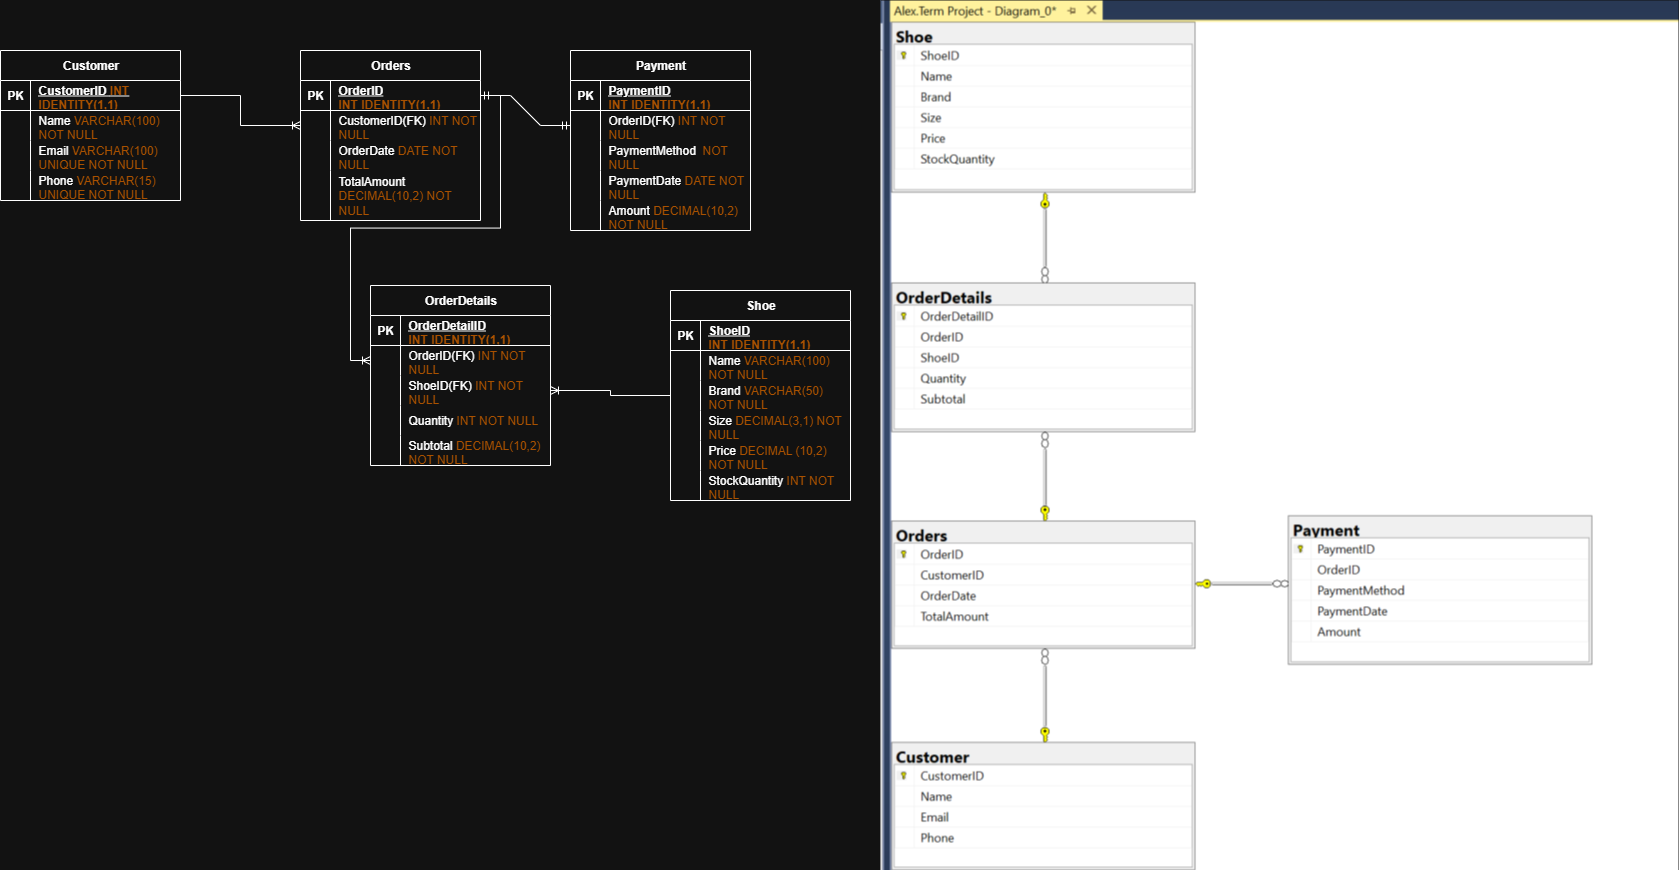 Customer
PK
CustomerID INT
IDENTITY(1,1)
Name VARCHAR(100)
NOT NULL
Email VARCHAR(100)
UNIQUE NOT NULL
Phone VARCHAR(15)
UNIQUE NOT NULL
Orders
PK
OrderID
INT IDENTITY(1,1)
CustomerID(FK) INT NOT
NULL
OrderDate DATE NOT
NULL
TotalAmount
DECIMAL(10,2) NOT
NULL
Payment
PK
PaymentID
INT IDENTITY(1,1)
OrderID(FK) INT NOT
NULL
PaymentMethod NOT
NULL
PaymentDate DATE NOT
NULL
Amount DECIMAL(10,2)
NOT NULL
OrderDetails
PK
OrderDetailID
INT IDENTITY(1,1)
OrderID(FK) INT NOT
NULL
ShoeID(FK) INT NOT
NULL
Quantity INT NOT NULL
Subtotal DECIMAL(10,2)
NOT NULL
Shoe
PK
ShoeID
INT IDENTITY(1,1)
Name VARCHAR(100)
NOT NULL
Brand VARCHAR(50)
NOT NULL
Size DECIMAL(3,1) NOT
NULL
Price DECIMAL (10,2)
NOT NULL
StockQuantity INT NOT
NULL
Alex.Term Project - Diagram_0*
Shoe
ShoeID
Name
Brand
Size
Price
StockQuantity
OrderDetails
OrderDetailID
OrderID
ShoeID
Quantity
Subtotal
Orders
OrderID
CustomerID
OrderDate
TotalAmount
Payment
PaymentID
OrderID
PaymentMethod
PaymentDate
Amount
Customer
CustomerID
Name
Email
Phone